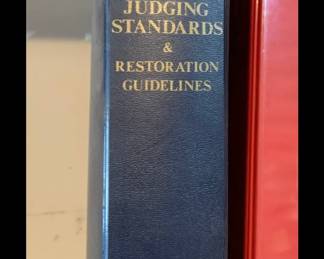 JUDGING
STANDARDS
&
RESTORATION
GUIDELINES